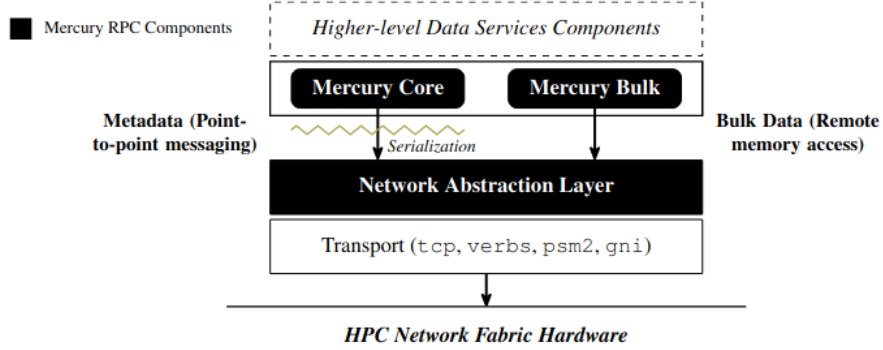 Mercury RPC Components
Higher-level Data Services Components
Mercury Core
Mercury Bulk
Metadata (Point-
to-point messaging)
Serialization
Bulk Data (Remote
memory access)
Network Abstraction Layer
Transport (tcp, verbs, psm2, gni)
HPC Network Fabric Hardware